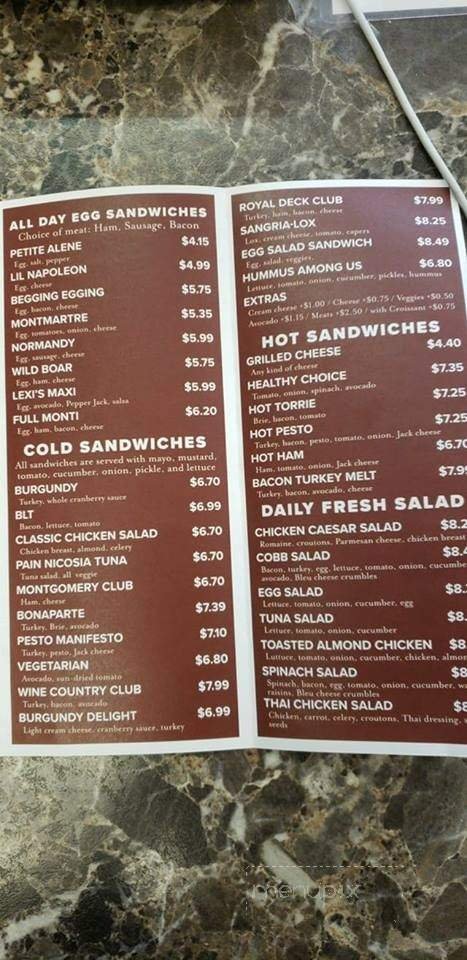 ALL DAY EGG SANDWICHES
Choice of meat: Ham, Sausage, Bacon
PETITE ALENE $4.15
Egg, salt, pepper
LIL NAPOLEON $4.99
Egg, cheese
BEGGING EGGING $5.75
Egg, bacon, cheese
MONTMARTRE $5.35
Egg, tomatoes, onion, cheese
NORMANDY $5.99
Egg, sausage, cheese
WILD BOAR $5.75
Egg, ham, cheese
LEXI'S MAXI $5.99
Egg, avocado, Pepper Jack, salsa
FULL MONTI $6.20
Egg, ham, bacon, cheese
COLD SANDWICHES
All sandwiches are served with mayo, mustard,
tomato, cucumber, onion, pickle, and lettuce
BURGUNDY $6.70
Turkey, whole cranberry sauce
BLT $6.99
Bacon, lettuce, tomato
CLASSIC CHICKEN SALAD $6.70
Chicken breast, almond, celery
PAIN NICOSIA TUNA $6.70
Tuna salad, all veggie
MONTGOMERY CLUB $6.70
Ham, cheese
BONAPARTE $7.39
Turkey, Brie, avocado
PESTO MANIFESTO $7.10
Turkey, pesto, Jack cheese
VEGETARIAN $6.80
Avocado, sun-dried tomato
WINE COUNTRY CLUB $7.99
Turkey, bacon, avocado
BURGUNDY DELIGHT $6.99
Light cream cheese, cranberry sauce, turkey
ROYAL DECK CLUB $7.99
Turkey, ham, bacon, cheese
SANGRIA-LOX $8.25
Lox, cream cheese, tomato, capers
EGG SALAD SANDWICH $8.49
Egg, salad, veggies,
HUMMUS AMONG US $6.80
Lettuce, tomato, onion, cucumber, pickles, hummus
EXTRAS
Cream cheese +$1.00 / Cheese +$0.75 / Veggies +$0.50
Avocado +$1.15 / Meats +$2.50 / with Croissant +$0.75
HOT SANDWICHES
GRILLED CHEESE $4.40
Any kind of cheese
HEALTHY CHOICE $7.35
Tomato, onion, spinach, avocado
HOT TORRIE $7.25
Brie, bacon, tomato
HOT PESTO $7.25
Turkey, bacon, pesto, tomato, onion, Jack cheese
HOT HAM $6.70
Ham, tomato, onion, Jack cheese
BACON TURKEY MELT $7.99
Turkey, bacon, avocado, cheese
DAILY FRESH SALAD
CHICKEN CAESAR SALAD $8.2
Romaine, croutons, Parmesan cheese, chicken breast
COBB SALAD $8.
Bacon, turkey, egg, lettuce, tomato, onion, cucumbe
avocado, Bleu cheese crumbles
EGG SALAD $8.
Lettuce, tomato, onion, cucumber, egg
TUNA SALAD $8.
Lettuce, tomato, onion, cucumber
TOASTED ALMOND CHICKEN $8
Luttuce, tomato, onion, cucumber, chicken, almon
SPINACH SALAD $8
Spinach, bacon, egg, tomato, onion, cucumber, w
raisins, Bleu cheese crumbles
THAI CHICKEN SALAD $8
Chicken, carrot, celery, croutons, Thai dressing,
seeds
menupix